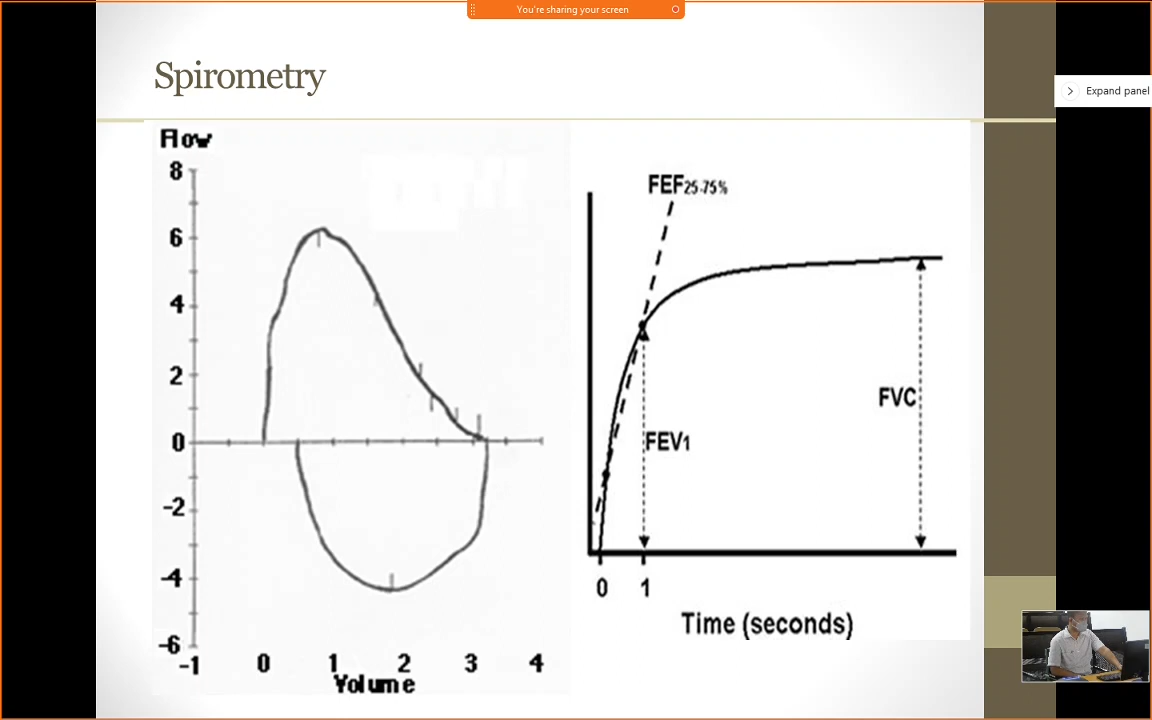 You're sharing your screen
Expand panel
Spirometry
Flow
8
6
4
2
0
-2
-4
-6
-1 0 1 2 3 4
Volume
FEF25-75%
FVC
FEV1
0 1
Time (seconds)